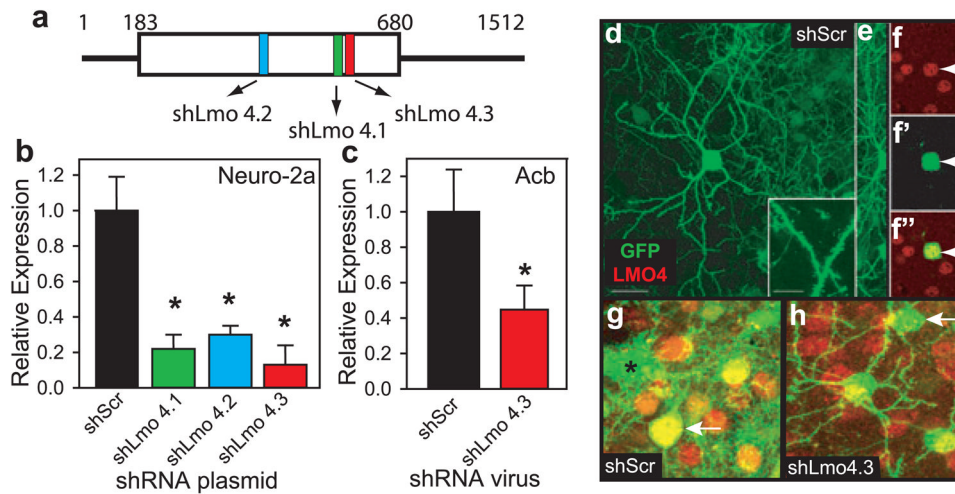 a
1 183 680 1512
shLmo 4.2
shLmo 4.1
shLmo 4.3
b
Neuro-2a
Relative Expression
1.2
1.0
0.8
0.6
0.4
0.2
0.0
*
*
*
shScr
shLmo 4.1
shLmo 4.2
shLmo 4.3
shRNA plasmid
c
Acb
Relative Expression
1.2
1.0
0.8
0.6
0.4
0.2
0.0
*
shScr
shLmo 4.3
shRNA virus
d
shScr
GFP
LMO4
e
f
f'
f''
g
*
shScr
h
shLmo4.3